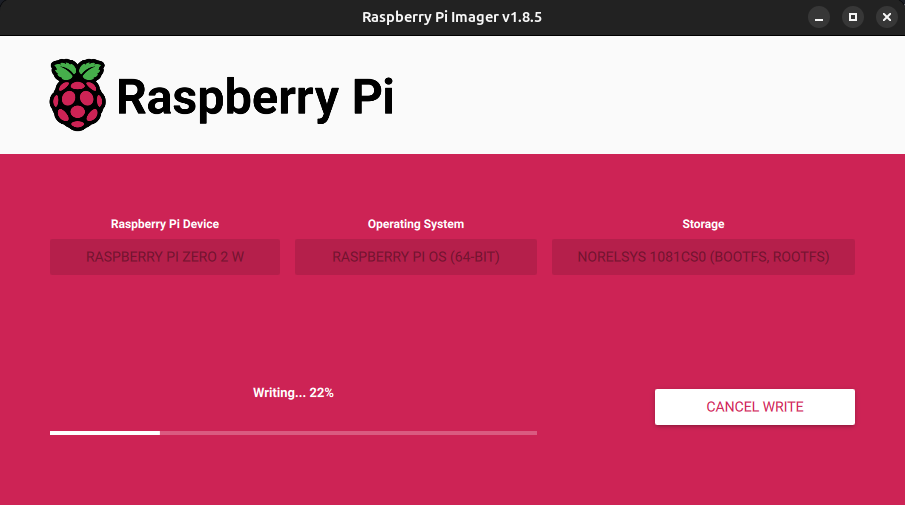 Raspberry Pi Imager v1.8.5
Raspberry Pi
Raspberry Pi Device
Operating System
Storage
RASPBERRY PI ZERO 2 W
RASPBERRY PI OS (64-BIT)
NORELSYS 1081CS0 (BOOTFS, ROOTFS)
Writing... 22%
CANCEL WRITE